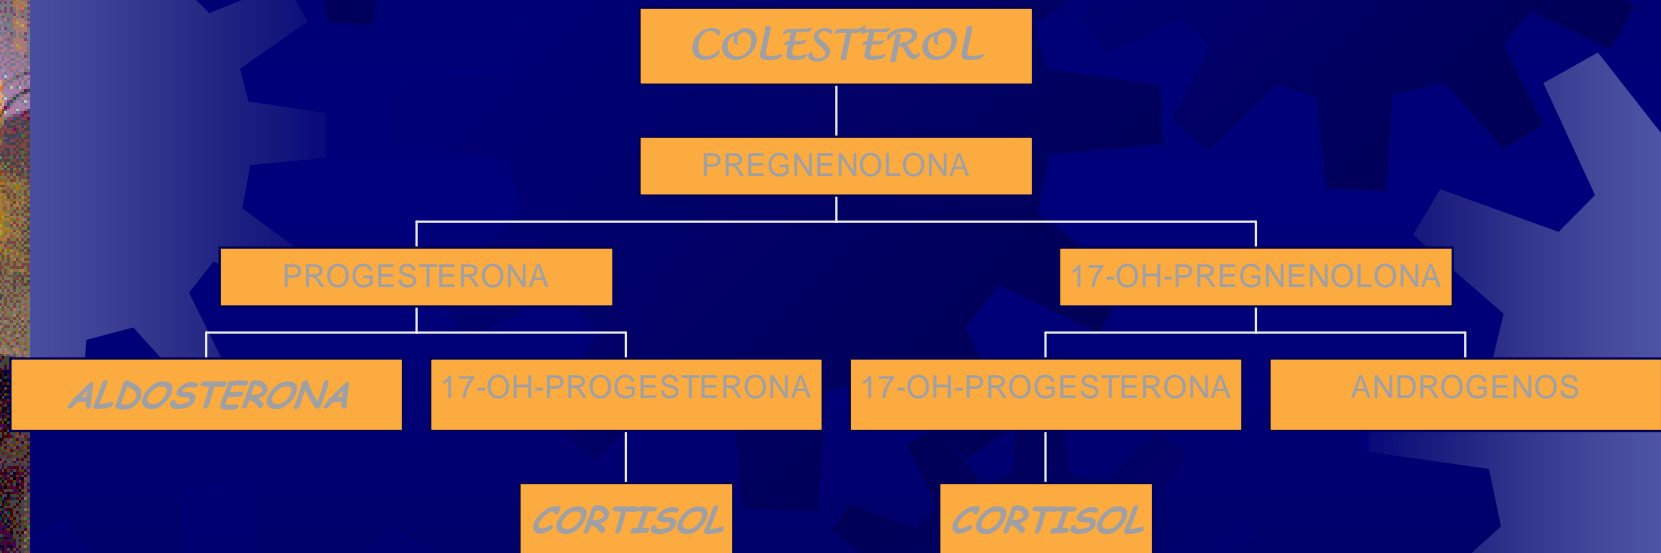 COLESTEROL
PREGNENOLONA
PROGESTERONA
17-OH-PREGNENOLONA
ALDOSTERONA
17-OH-PROGESTERONA
17-OH-PROGESTERONA
ANDROGENOS
CORTISOL
CORTISOL